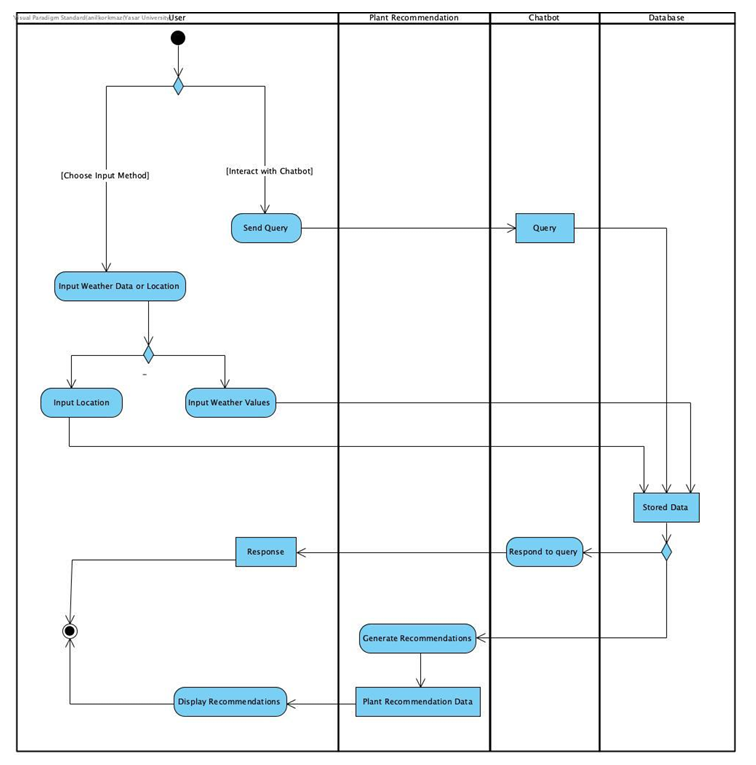 Visual Paradigm Standard(anilkorkmaz(Yasar University))
User
Plant Recommendation
Chatbot
Database
[Choose Input Method]
[Interact with Chatbot]
Send Query
Query
Input Weather Data or Location
Input Location
Input Weather Values
Stored Data
Response
Respond to query
Generate Recommendations
Display Recommendations
Plant Recommendation Data